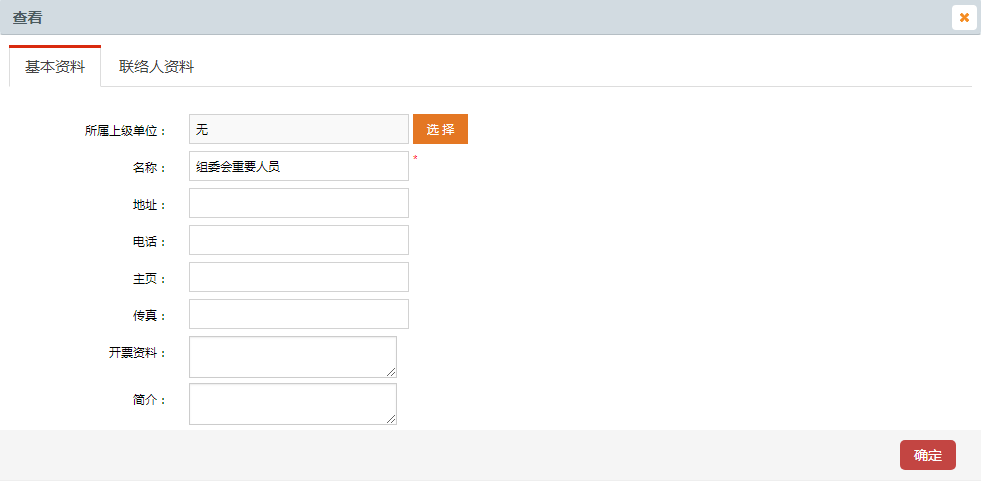 查看
基本资料 联络人资料
所属上级单位： 无 选 择
名称： 组委会重要人员 *
地址：
电话：
主页：
传真：
开票资料：
简介：
确定